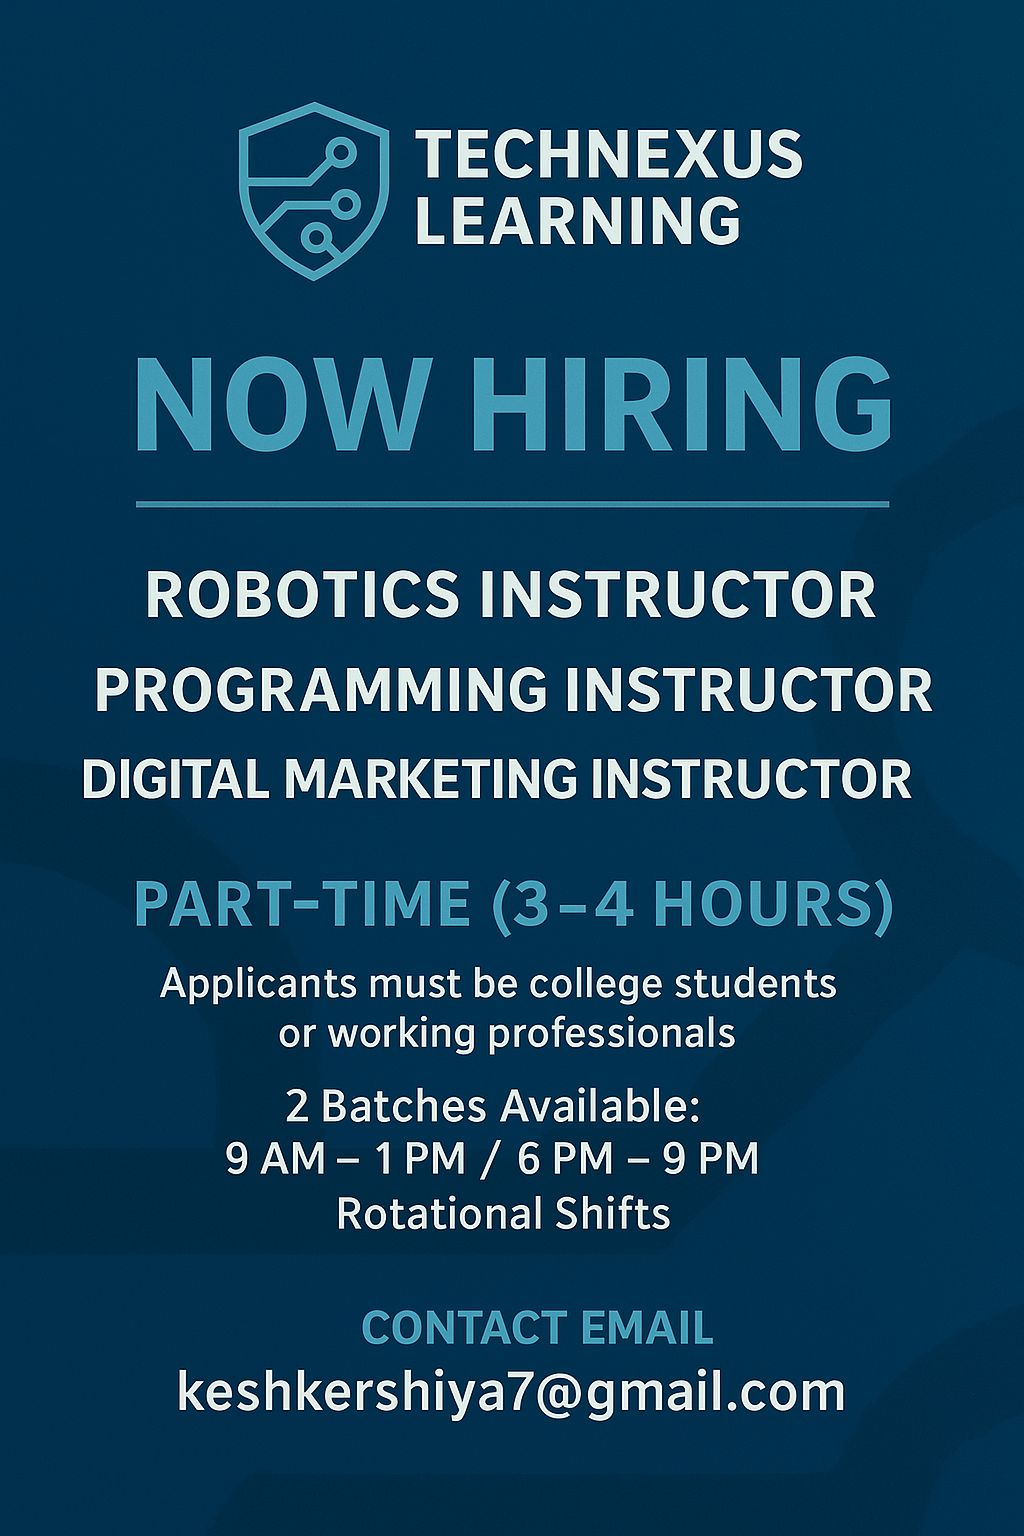 TECHNEXUS
LEARNING
NOW HIRING
ROBOTICS INSTRUCTOR
PROGRAMMING INSTRUCTOR
DIGITAL MARKETING INSTRUCTOR
PART-TIME (3–4 HOURS)
Applicants must be college students
or working professionals
2 Batches Available:
9 AM – 1 PM / 6 PM – 9 PM
Rotational Shifts
CONTACT EMAIL
keshkershiya7@gmail.com